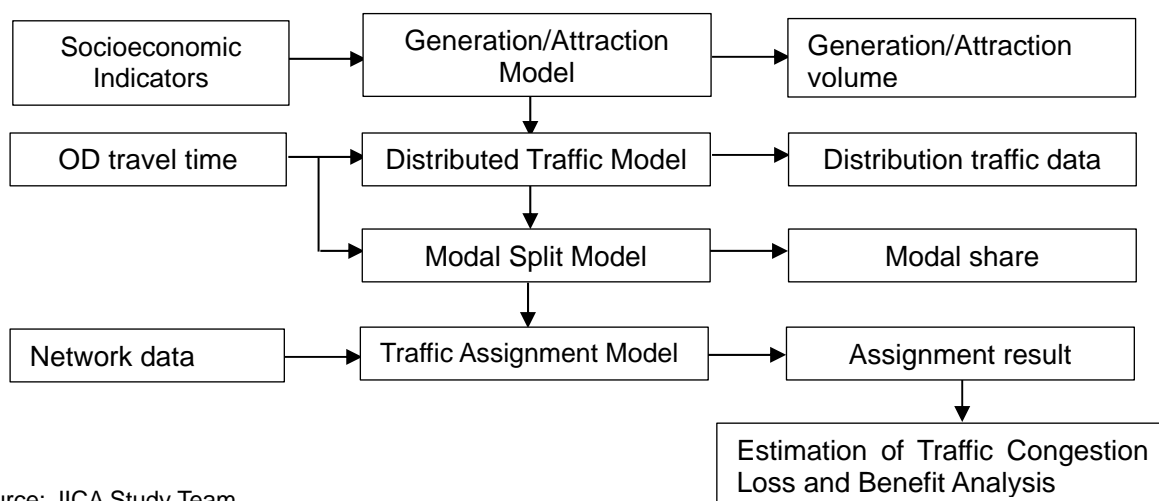 Socioeconomic
Indicators
Generation/Attraction
Model
Generation/Attraction
volume
OD travel time
Distributed Traffic Model
Distribution traffic data
Modal Split Model
Modal share
Network data
Traffic Assignment Model
Assignment result
Estimation of Traffic Congestion
Loss and Benefit Analysis
urce: JICA Study Team